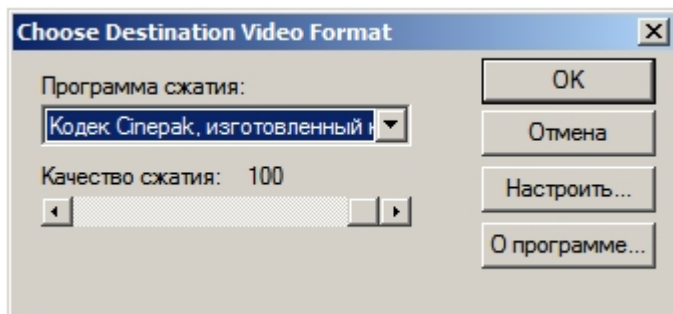 Choose Destination Video Format
Программа сжатия:
Кодек Cinepak, изготовленный
Качество сжатия: 100
OK
Отмена
Настроить...
О программе...